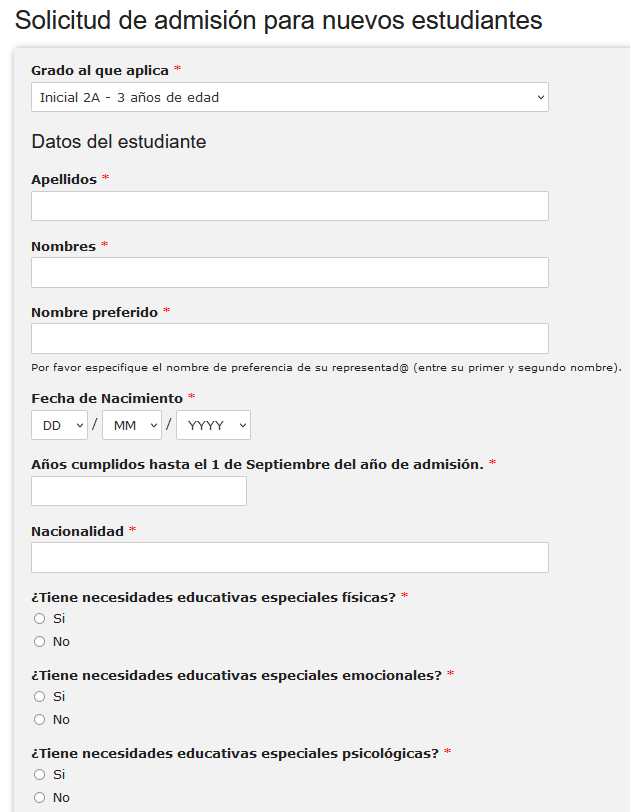 Solicitud de admisión para nuevos estudiantes
Grado al que aplica *
Inicial 2A - 3 años de edad
Datos del estudiante
Apellidos *
Nombres *
Nombre preferido *
Por favor especifique el nombre de preferencia de su representad@ (entre su primer y segundo nombre).
Fecha de Nacimiento *
DD / MM / YYYY
Años cumplidos hasta el 1 de Septiembre del año de admisión. *
Nacionalidad *
¿Tiene necesidades educativas especiales físicas? *
Si
No
¿Tiene necesidades educativas especiales emocionales? *
Si
No
¿Tiene necesidades educativas especiales psicológicas? *
Si
No